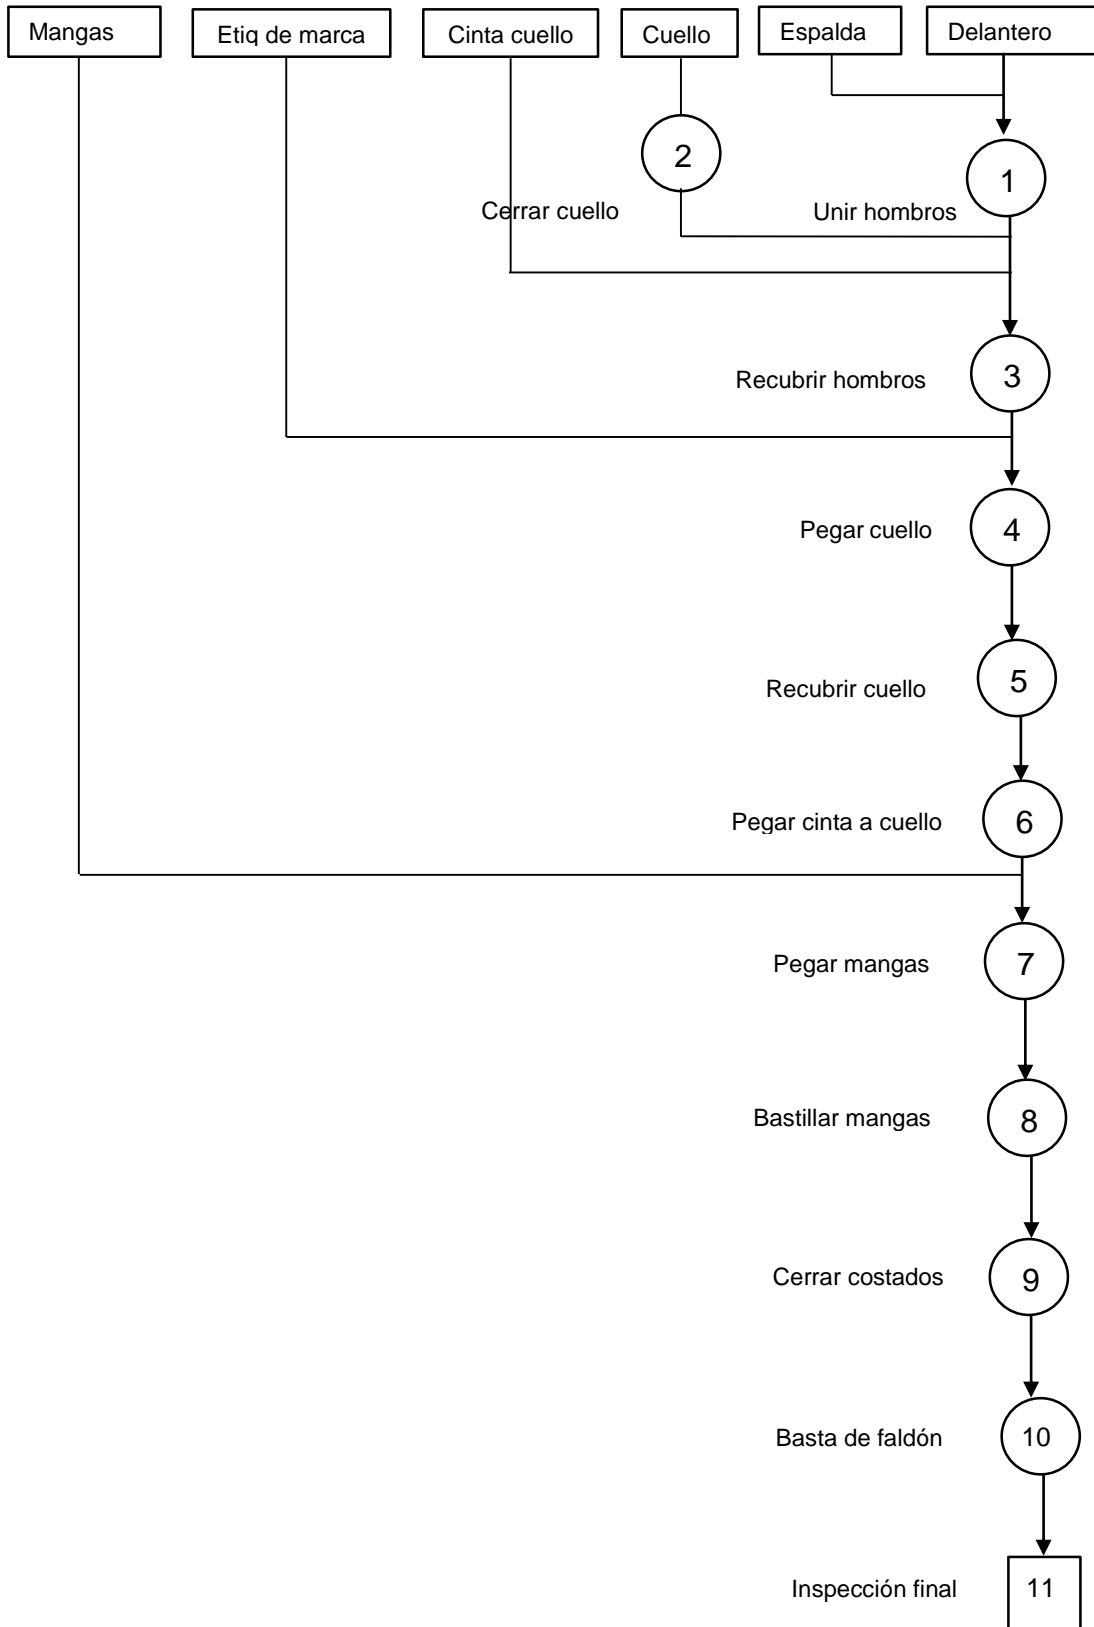 Mangas
Etiq de marca
Cinta cuello
Cuello
Espalda
Delantero
2
1
Cerrar cuello
Unir hombros
Recubrir hombros
3
Pegar cuello
4
Recubrir cuello
5
Pegar cinta a cuello
6
Pegar mangas
7
Bastillar mangas
8
Cerrar costados
9
Basta de faldón
10
Inspección final
11